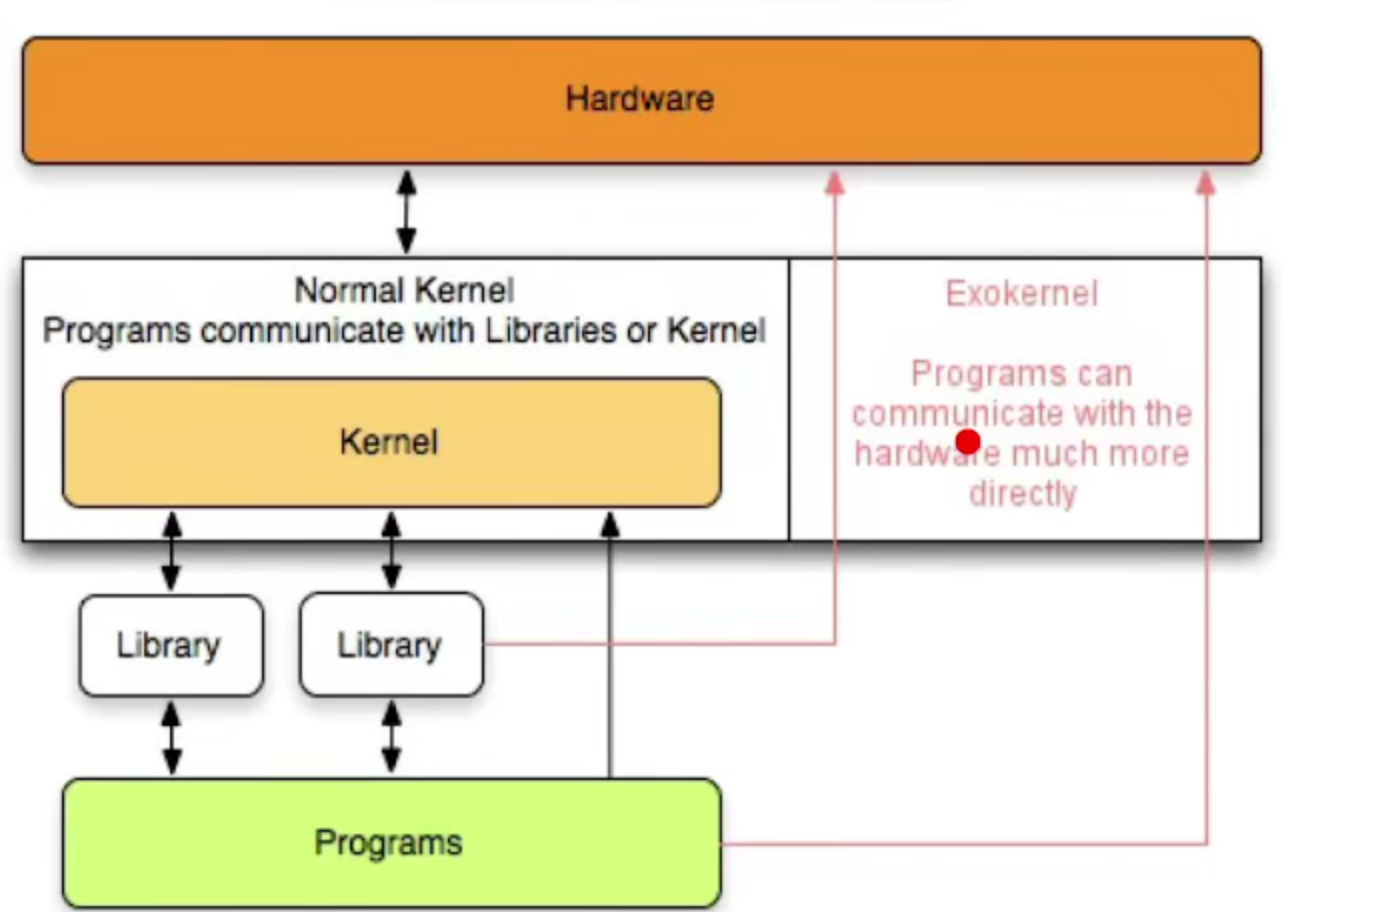 Hardware
Normal Kernel
Programs communicate with Libraries or Kernel
Kernel
Exokernel
Programs can
communicate with the
hardware much more
directly
Library
Library
Programs